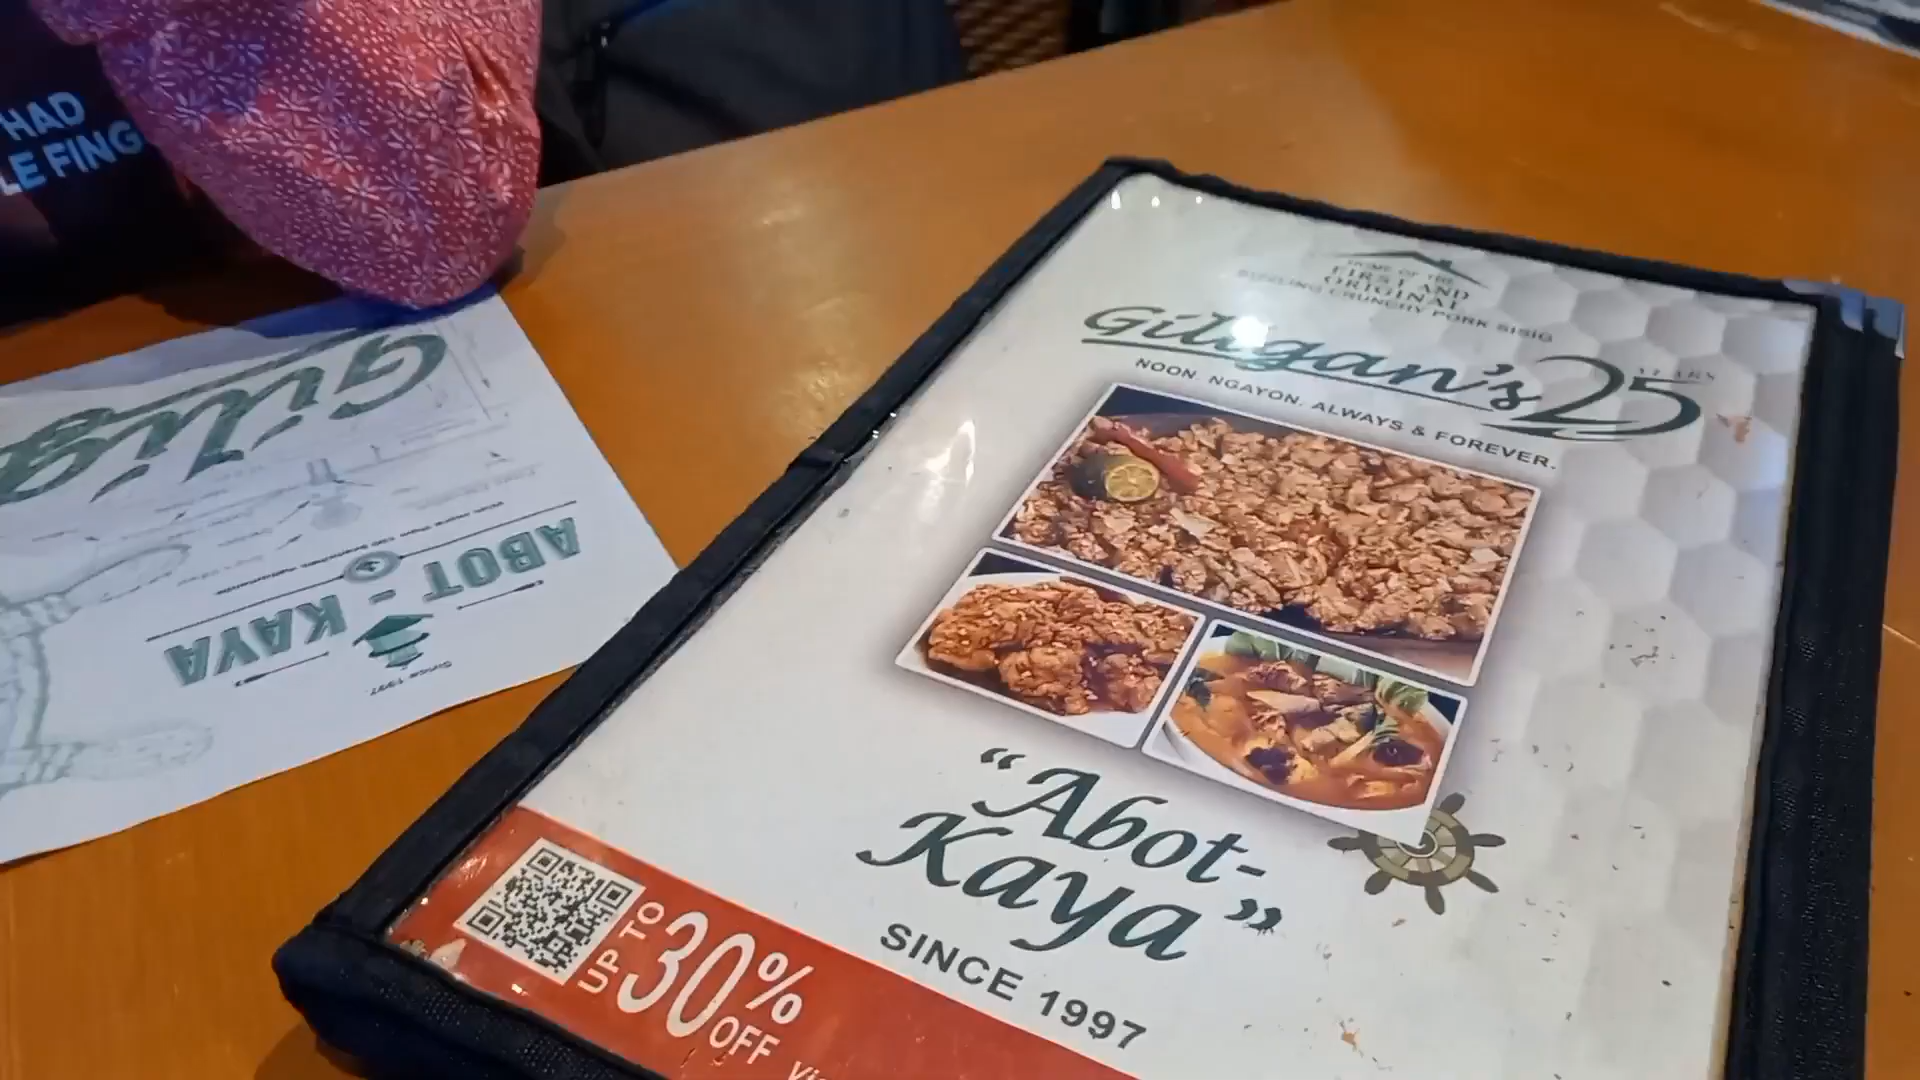 HAD
LE FING
HOME OF THE
FIRST AND
ORIGINAL
SIZZLING CRUNCHY PORK SISIG
Giligan's 25 YEARS
NOON. NGAYON. ALWAYS & FOREVER.
"Abot-
Kaya"
SINCE 1997
UP TO
30%
OFF
Gilig
ABOT - KAYA
Since 1997